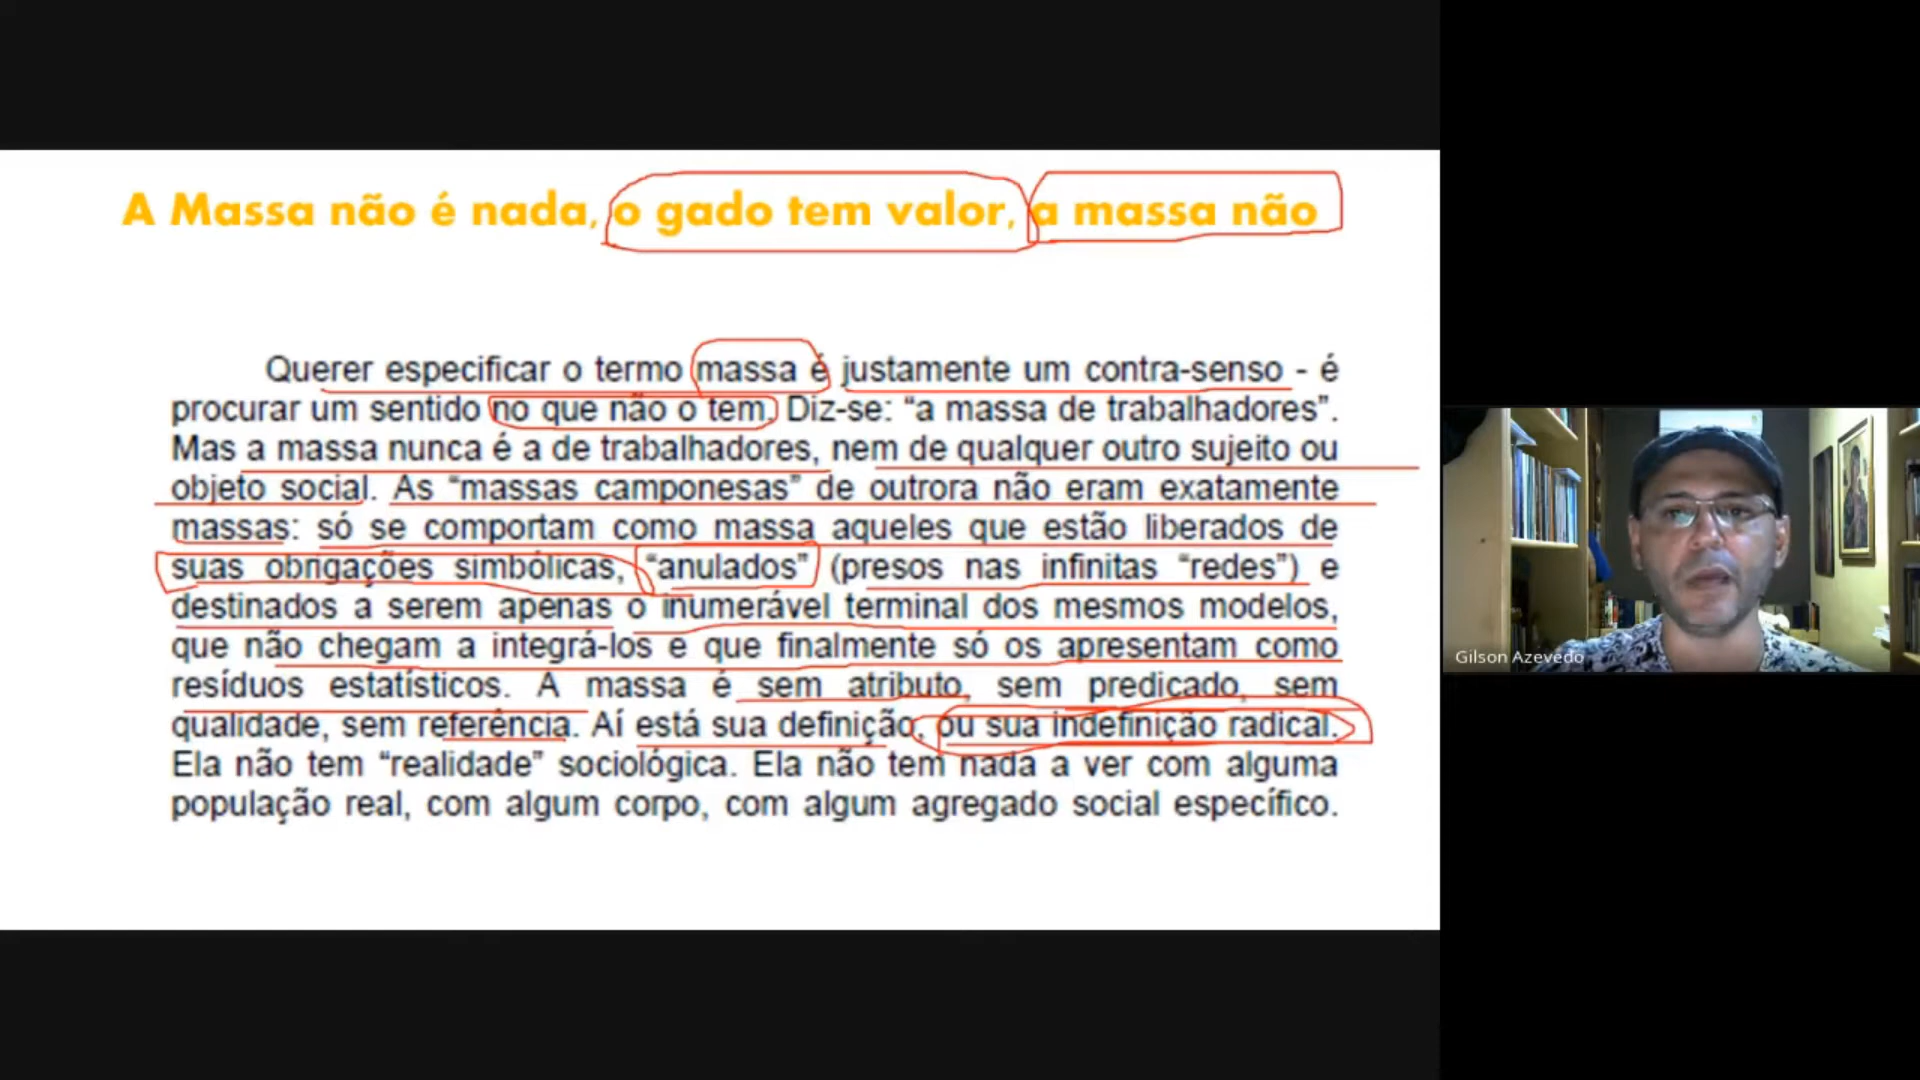 A Massa não é nada, o gado tem valor, a massa não
Querer especificar o termo massa é justamente um contra-senso - é
procurar um sentido no que não o tem. Diz-se: “a massa de trabalhadores”.
Mas a massa nunca é a de trabalhadores, nem de qualquer outro sujeito ou
objeto social. As “massas camponesas” de outrora não eram exatamente
massas: só se comportam como massa aqueles que estão liberados de
suas obrigações simbólicas, “anulados” (presos nas infinitas “redes”) e
destinados a serem apenas o inumerável terminal dos mesmos modelos,
que não chegam a integrá-los e que finalmente só os apresentam como
resíduos estatísticos. A massa é sem atributo, sem predicado, sem
qualidade, sem referência. Aí está sua definição, ou sua indefinição radical.
Ela não tem “realidade” sociológica. Ela não tem nada a ver com alguma
população real, com algum corpo, com algum agregado social específico.
Gilson Azevedo